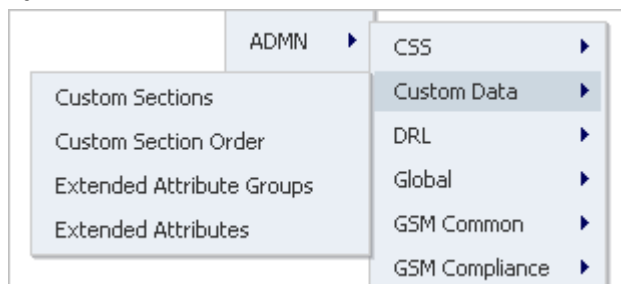 ADMN
CSS
Custom Data
DRL
Global
GSM Common
GSM Compliance
Custom Sections
Custom Section Order
Extended Attribute Groups
Extended Attributes